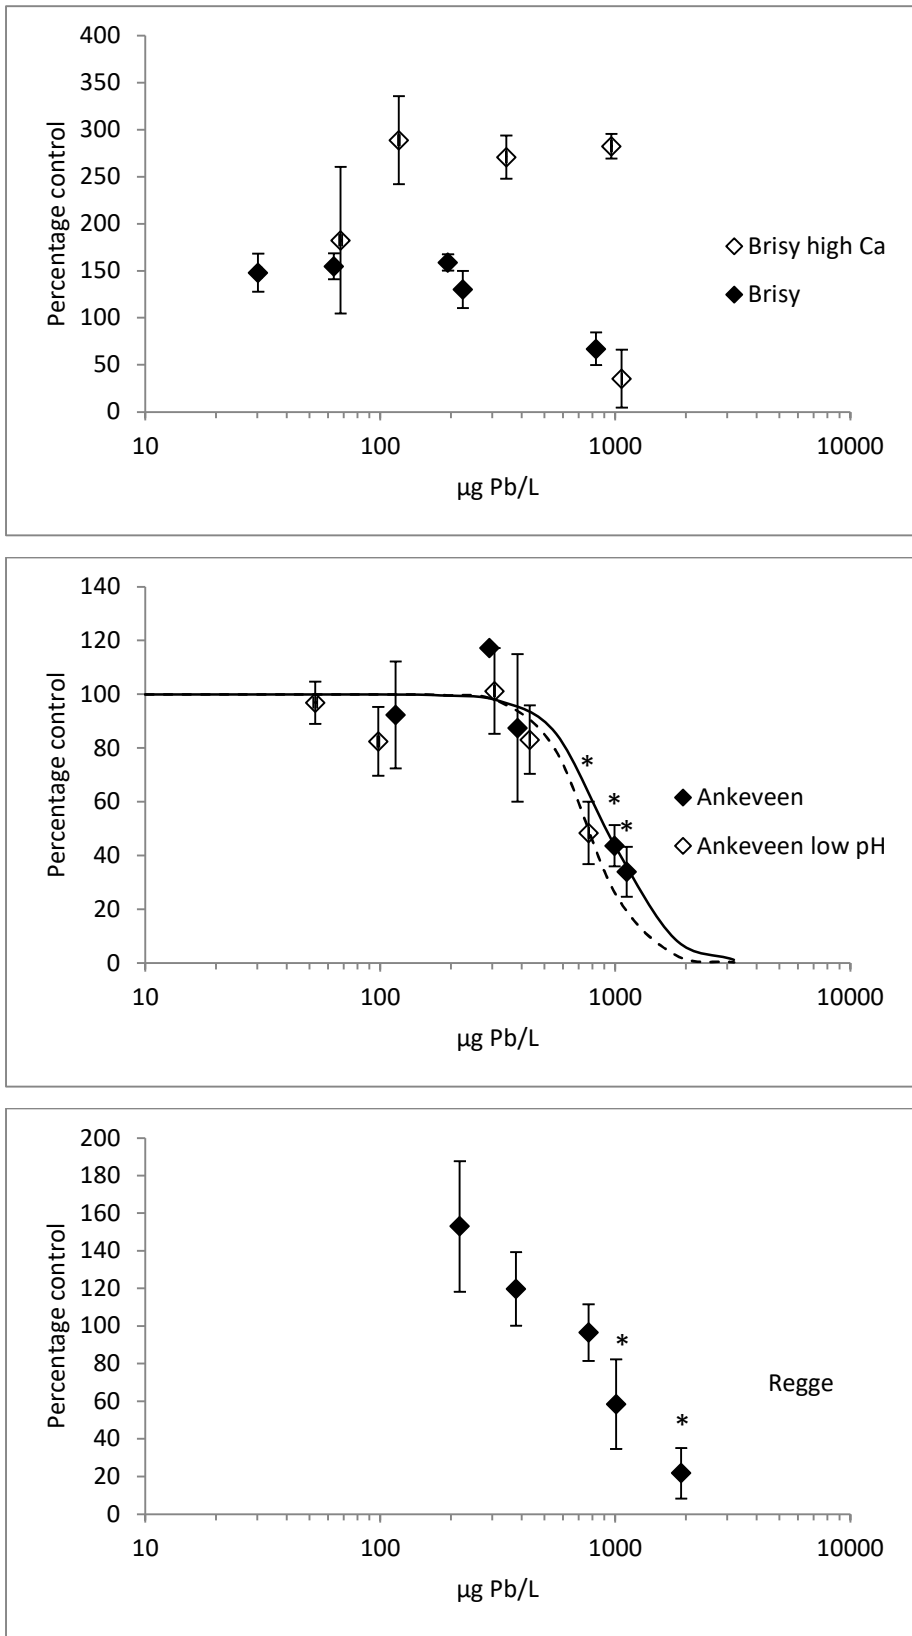 400
350
300
250
200
150
100
50
0
Percentage control
10 100 1000 10000
µg Pb/L
Brisy high Ca
Brisy
140
120
100
80
60
40
20
0
Percentage control
*
*
*
10 100 1000 10000
µg Pb/L
Ankeveen
Ankeveen low pH
200
180
160
140
120
100
80
60
40
20
0
Percentage control
*
*
10 100 1000 10000
µg Pb/L
Regge